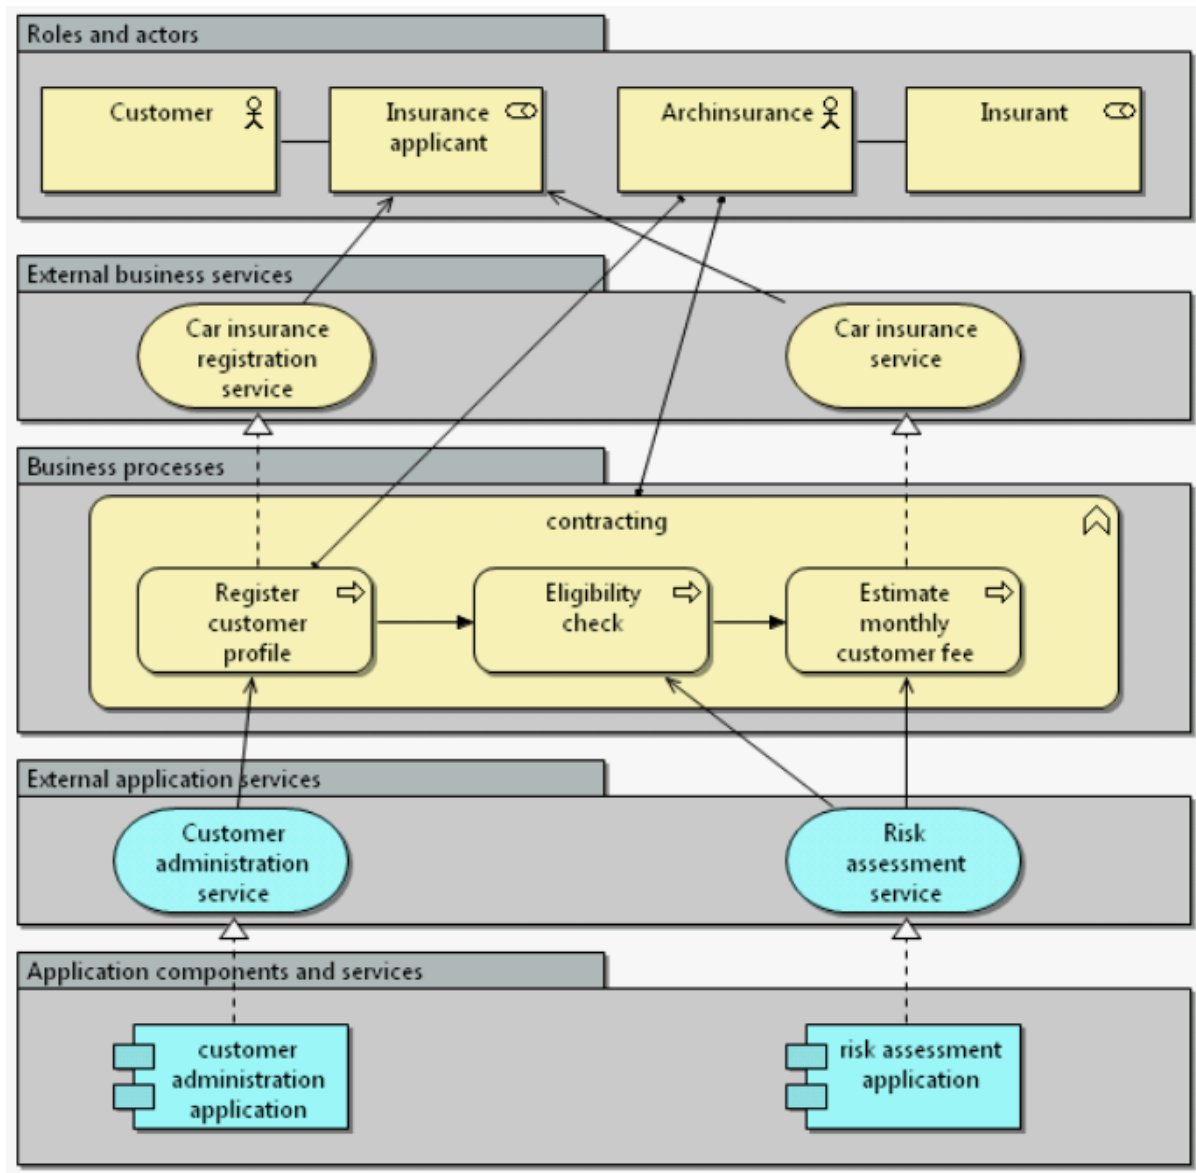 Roles and actors
Customer
Insurance
applicant
Archinsurance
Insurant
External business services
Car insurance
registration
service
Car insurance
service
Business processes
contracting
Register
customer
profile
Eligibility
check
Estimate
monthly
customer fee
External application services
Customer
administration
service
Risk
assessment
service
Application components and services
customer
administration
application
risk assessment
application